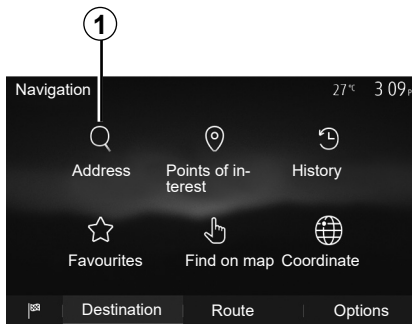 1
Navigation 27°C 3 09 P
Address Points of in-
terest History
Favourites Find on map Coordinate
Destination Route Options